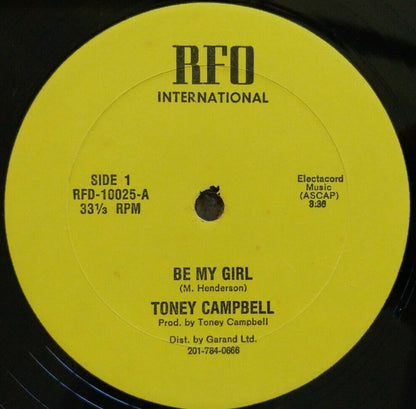 RFO
INTERNATIONAL
SIDE 1
RFD-10025-A
33⅓ RPM
Electacord
Music
(ASCAP)
3:36
BE MY GIRL
(M. Henderson)
TONEY CAMPBELL
Prod. by Toney Campbell
Dist. by Garand Ltd.
201-784-0666